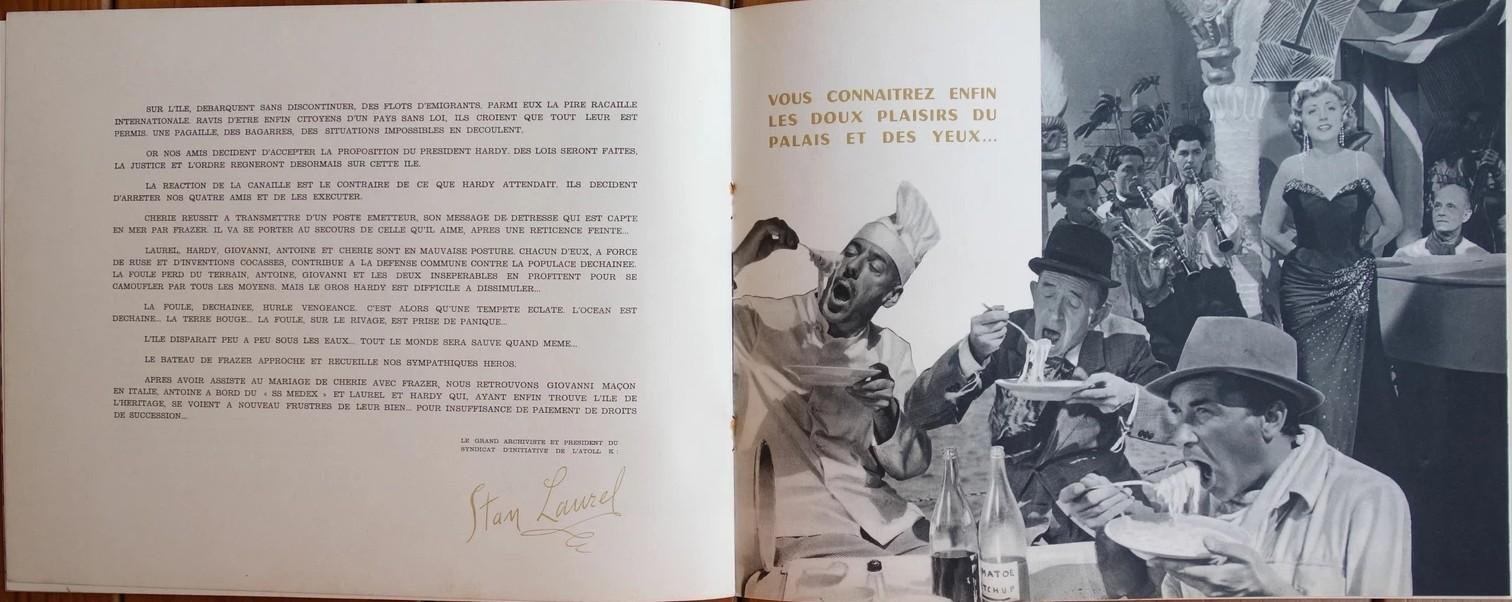 SUR L'ILE, DEBARQUENT SANS DISCONTINUER, DES FLOTS D'EMIGRANTS. PARMI EUX LA PIRE RACAILLE
INTERNATIONALE. RAVIS D'ETRE ENFIN CITOYENS D'UN PAYS SANS LOI, ILS CROIENT QUE TOUT LEUR EST
PERMIS. UNE PAGAILLE, DES BAGARRES, DES SITUATIONS IMPOSSIBLES EN DECOULENT.
OR NOS AMIS DECIDENT D'ACCEPTER LA PROPOSITION DU PRESIDENT HARDY. DES LOIS SERONT FAITES,
LA JUSTICE ET L'ORDRE REGNERONT DESORMAIS SUR CETTE ILE.
LA REACTION DE LA CANAILLE EST LE CONTRAIRE DE CE QUE HARDY ATTENDAIT. ILS DECIDENT
D'ARRETER NOS QUATRE AMIS ET DE LES EXECUTER.
CHERIE REUSSIT A TRANSMETTRE D'UN POSTE EMETTEUR, SON MESSAGE DE DETRESSE QUI EST CAPTE
EN MER PAR FRAZER. IL VA SE PORTER AU SECOURS DE CELLE QU'IL AIME, APRES UNE RETICENCE FEINTE...
LAUREL, HARDY, GIOVANNI, ANTOINE ET CHERIE SONT EN MAUVAISE POSTURE. CHACUN D'EUX, A FORCE
DE RUSE ET D'INVENTIONS COCASSES, CONTRIBUE A LA DEFENSE COMMUNE CONTRE LA POPULACE DECHAINEE.
LA FOULE PERD DU TERRAIN, ANTOINE, GIOVANNI ET LES DEUX INSEPERABLES EN PROFITENT POUR SE
CAMOUFLER PAR TOUS LES MOYENS. MAIS LE GROS HARDY EST DIFFICILE A DISSIMULER...
LA FOULE, DECHAINEE, HURLE VENGEANCE. C'EST ALORS QU'UNE TEMPETE ECLATE. L'OCEAN EST
DECHAINE... LA TERRE BOUGE... LA FOULE, SUR LE RIVAGE, EST PRISE DE PANIQUE...
L'ILE DISPARAIT PEU A PEU SOUS LES EAUX... TOUT LE MONDE SERA SAUVE QUAND MEME...
LE BATEAU DE FRAZER APPROCHE ET RECUEILLE NOS SYMPATHIQUES HEROS.
APRES AVOIR ASSISTE AU MARIAGE DE CHERIE AVEC FRAZER, NOUS RETROUVONS GIOVANNI MAÇON
EN ITALIE, ANTOINE A BORD DU « SS MEDEX » ET LAUREL ET HARDY QUI, AYANT ENFIN TROUVE L'ILE DE
L'HERITAGE, SE VOIENT A NOUVEAU FRUSTRES DE LEUR BIEN... POUR INSUFFISANCE DE PAIEMENT DE DROITS
DE SUCCESSION...
LE GRAND ARCHIVISTE ET PRESIDENT DU
SYNDICAT D'INITIATIVE DE L'ATOLL K :
Stan Laurel
VOUS CONNAITREZ ENFIN
LES DOUX PLAISIRS DU
PALAIS ET DES YEUX...
MATOE
TCHUP